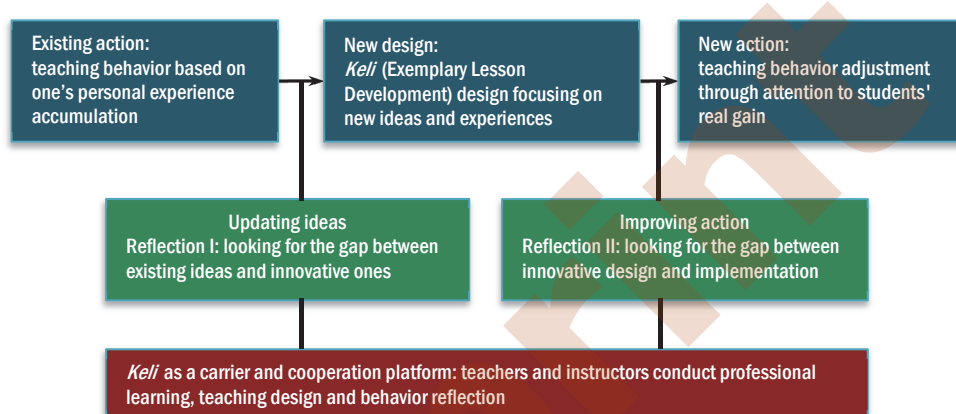 Existing action:
teaching behavior based on
one's personal experience
accumulation
New design:
Keli (Exemplary Lesson
Development) design focusing on
new ideas and experiences
New action:
teaching behavior adjustment
through attention to students'
real gain
Updating ideas
Reflection I: looking for the gap between
existing ideas and innovative ones
Improving action
Reflection II: looking for the gap between
innovative design and implementation
Keli as a carrier and cooperation platform: teachers and instructors conduct professional
learning, teaching design and behavior reflection